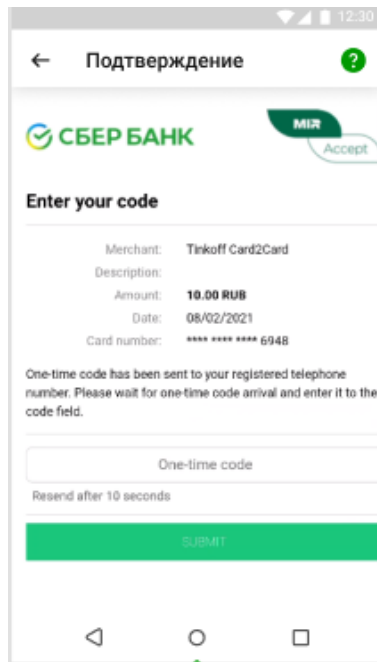 12:30
Подтверждение
?
СБЕР БАНК
MIR
Accept
Enter your code
Merchant: Tinkoff Card2Card
Description:
Amount: 10.00 RUB
Date: 08/02/2021
Card number: **** **** **** 6948
One-time code has been sent to your registered telephone
number. Please wait for one-time code arrival and enter it to the
code field.
One-time code
Resend after 10 seconds
SUBMIT